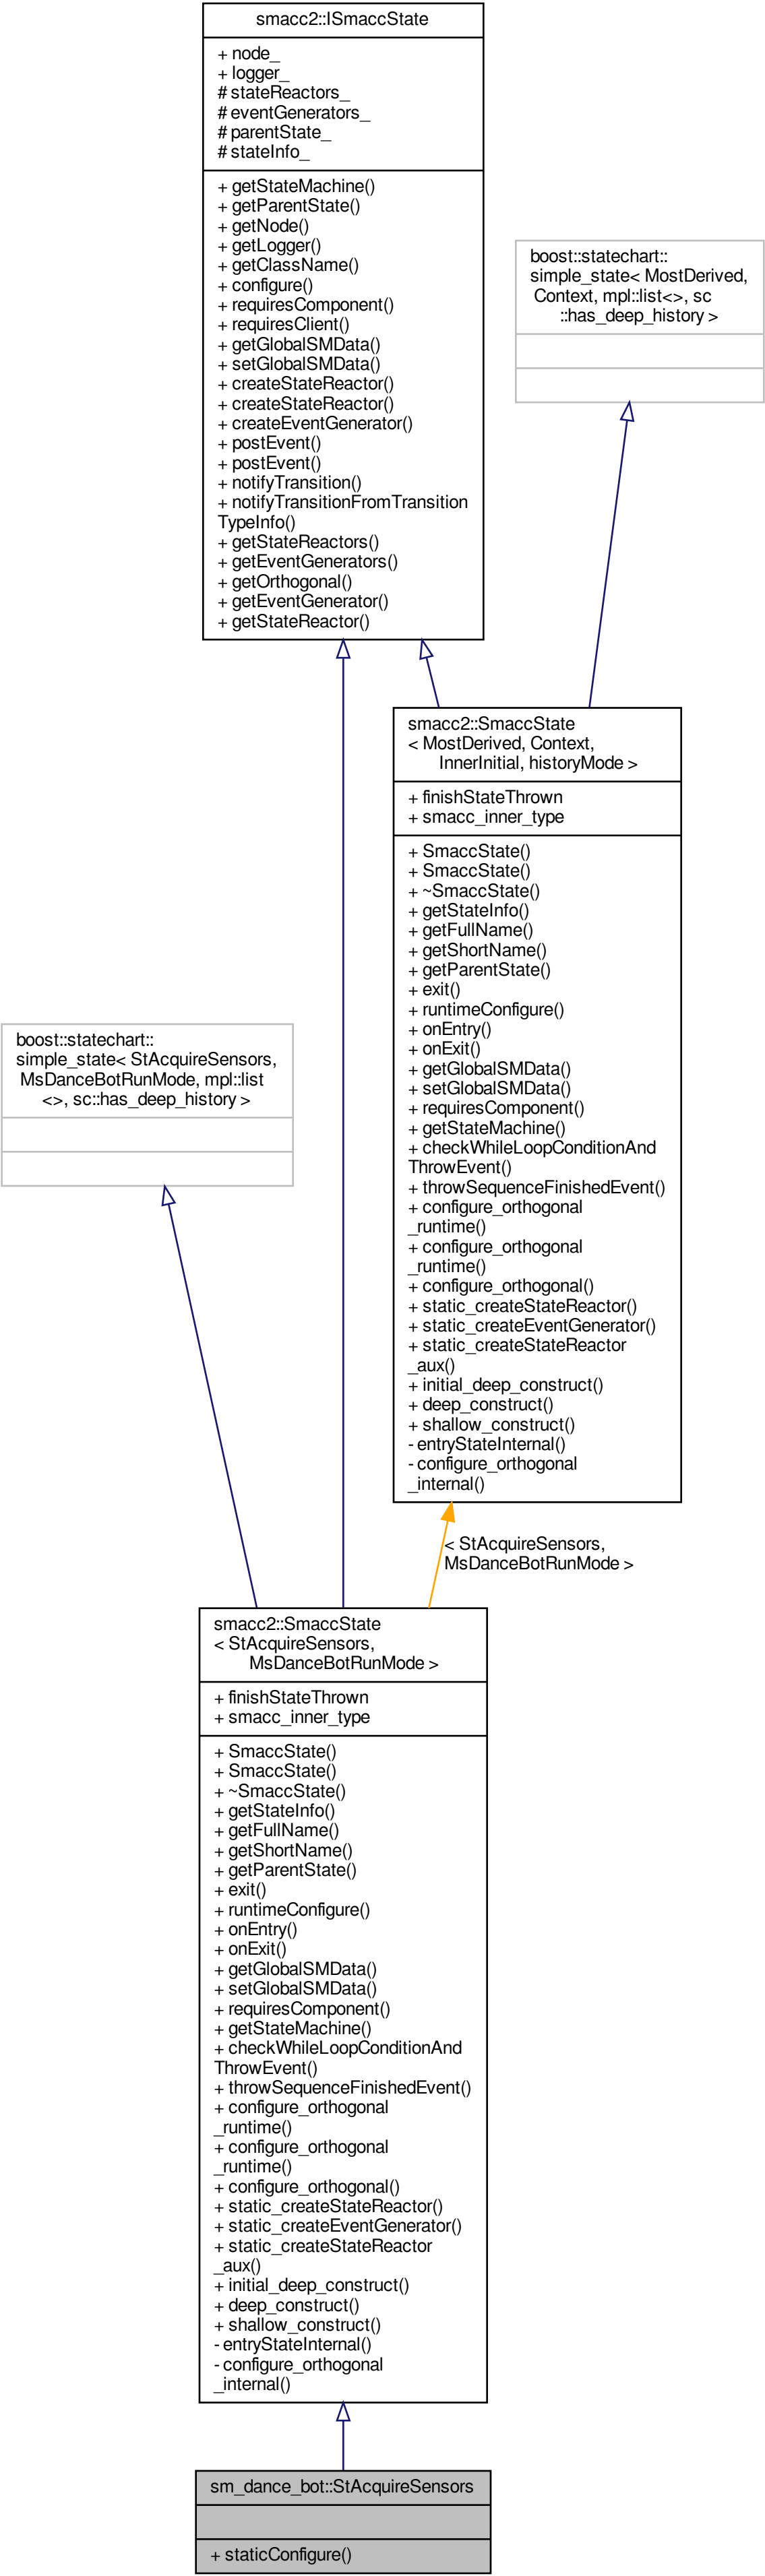 smacc2::ISmaccState
+ node_
+ logger_
# stateReactors_
# eventGenerators_
# parentState_
# stateInfo_
+ getStateMachine()
+ getParentState()
+ getNode()
+ getLogger()
+ getClassName()
+ configure()
+ requiresComponent()
+ requiresClient()
+ getGlobalSMData()
+ setGlobalSMData()
+ createStateReactor()
+ createStateReactor()
+ createEventGenerator()
+ postEvent()
+ postEvent()
+ notifyTransition()
+ notifyTransitionFromTransition
TypeInfo()
+ getStateReactors()
+ getEventGenerators()
+ getOrthogonal()
+ getEventGenerator()
+ getStateReactor()
boost::statechart::
simple_state< MostDerived,
Context, mpl::list<>, sc
::has_deep_history >
smacc2::SmaccState
< MostDerived, Context,
InnerInitial, historyMode >
+ finishStateThrown
+ smacc_inner_type
+ SmaccState()
+ SmaccState()
+ ~SmaccState()
+ getStateInfo()
+ getFullName()
+ getShortName()
+ getParentState()
+ exit()
+ runtimeConfigure()
+ onEntry()
+ onExit()
+ getGlobalSMData()
+ setGlobalSMData()
+ requiresComponent()
+ getStateMachine()
+ checkWhileLoopConditionAnd
ThrowEvent()
+ throwSequenceFinishedEvent()
+ configure_orthogonal
_runtime()
+ configure_orthogonal
_runtime()
+ configure_orthogonal()
+ static_createStateReactor()
+ static_createEventGenerator()
+ static_createStateReactor
_aux()
+ initial_deep_construct()
+ deep_construct()
+ shallow_construct()
- entryStateInternal()
- configure_orthogonal
_internal()
boost::statechart::
simple_state< StAcquireSensors,
MsDanceBotRunMode, mpl::list
<>, sc::has_deep_history >
< StAcquireSensors,
MsDanceBotRunMode >
smacc2::SmaccState
< StAcquireSensors,
MsDanceBotRunMode >
+ finishStateThrown
+ smacc_inner_type
+ SmaccState()
+ SmaccState()
+ ~SmaccState()
+ getStateInfo()
+ getFullName()
+ getShortName()
+ getParentState()
+ exit()
+ runtimeConfigure()
+ onEntry()
+ onExit()
+ getGlobalSMData()
+ setGlobalSMData()
+ requiresComponent()
+ getStateMachine()
+ checkWhileLoopConditionAnd
ThrowEvent()
+ throwSequenceFinishedEvent()
+ configure_orthogonal
_runtime()
+ configure_orthogonal
_runtime()
+ configure_orthogonal()
+ static_createStateReactor()
+ static_createEventGenerator()
+ static_createStateReactor
_aux()
+ initial_deep_construct()
+ deep_construct()
+ shallow_construct()
- entryStateInternal()
- configure_orthogonal
_internal()
sm_dance_bot::StAcquireSensors
+ staticConfigure()